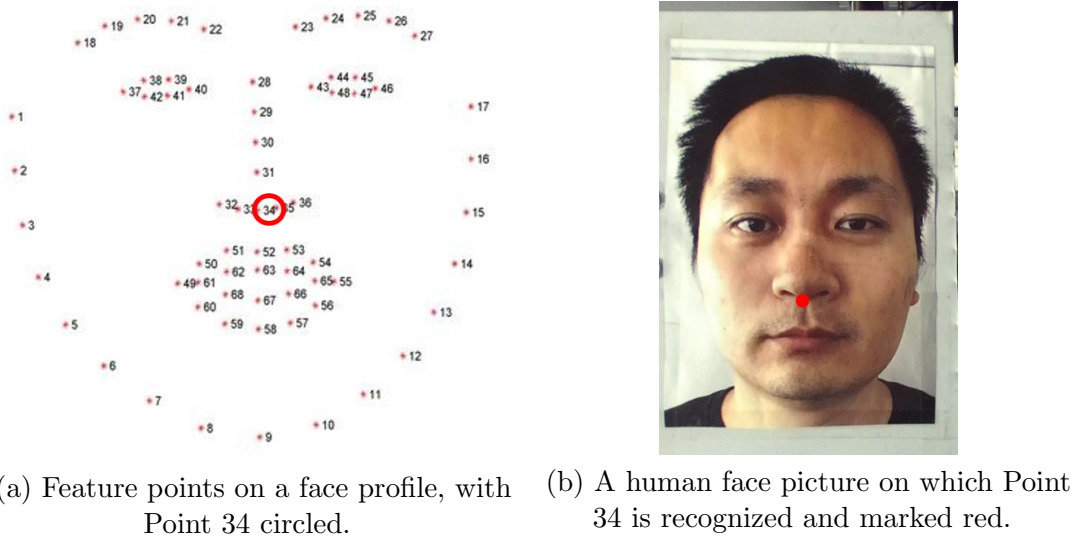 20 25
19 21 24 26
22 23
18 27
38 39 44 45
37 42 41 40 28 43 48 47 46
17
1 29
30
2 31 16
32 34 36
3 15
51 52 53
50 62 63 64 54 14
4 49 61 65 55
68 67 66
60 56 13
5 59 58 57
12
6
7 11
8 9 10
(a) Feature points on a face profile, with
Point 34 circled.
(b) A human face picture on which Point
34 is recognized and marked red.